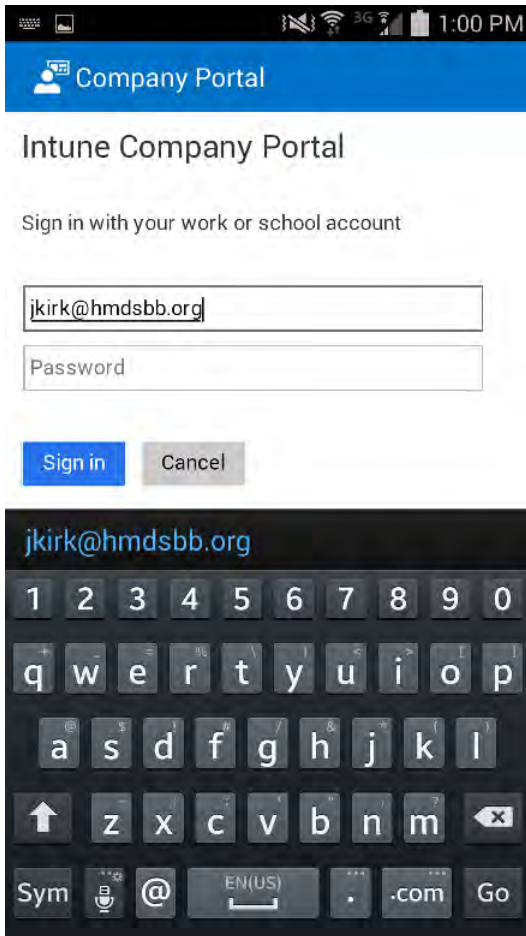 3G 1:00 PM
Company Portal
Intune Company Portal
Sign in with your work or school account
jkirk@hmdsbb.org
Password
Sign in Cancel
jkirk@hmdsbb.org
1 2 3 4 5 6 7 8 9 0
q w e r t y u i o p
a s d f g h j k l
z x c v b n m
Sym @ EN(US) . .com Go